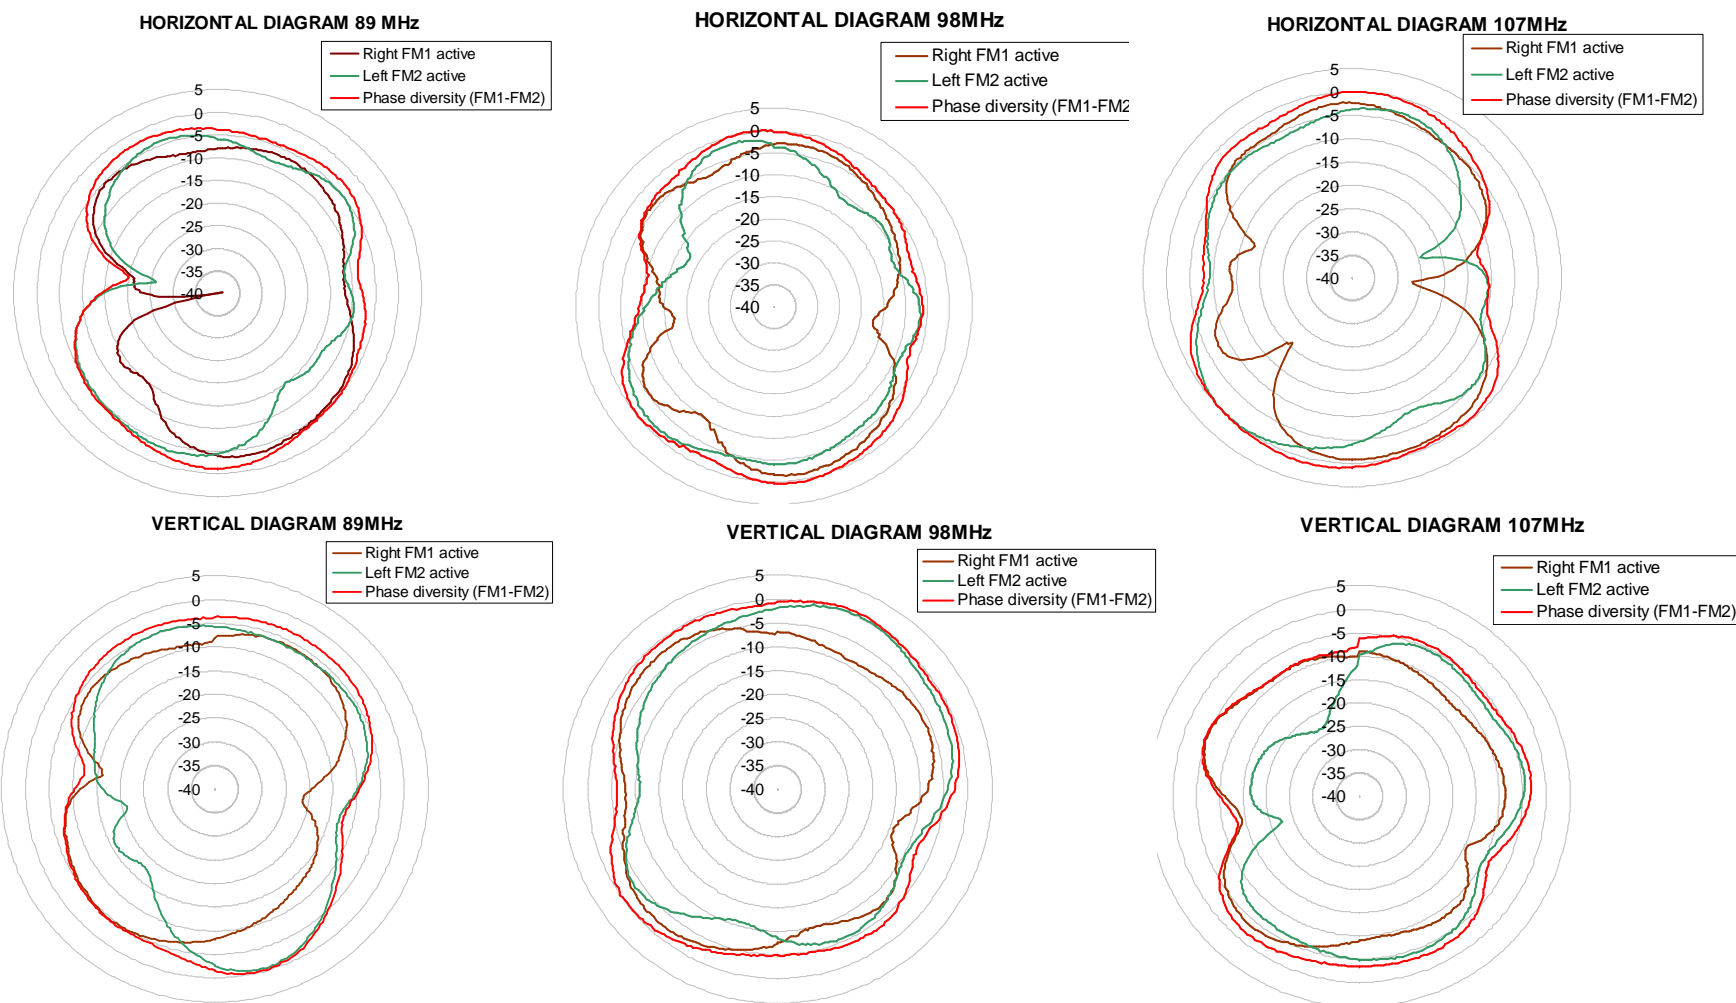 HORIZONTAL DIAGRAM 89 MHz
Right FM1 active
Left FM2 active
Phase diversity (FM1-FM2)
5
0
-5
-10
-15
-20
-25
-30
-35
-40
HORIZONTAL DIAGRAM 98MHz
Right FM1 active
Left FM2 active
Phase diversity (FM1-FM2
5
0
-5
-10
-15
-20
-25
-30
-35
-40
HORIZONTAL DIAGRAM 107MHz
Right FM1 active
Left FM2 active
Phase diversity (FM1-FM2)
5
0
-5
-10
-15
-20
-25
-30
-35
-40
VERTICAL DIAGRAM 89MHz
Right FM1 active
Left FM2 active
Phase diversity (FM1-FM2)
5
0
-5
-10
-15
-20
-25
-30
-35
-40
VERTICAL DIAGRAM 98MHz
Right FM1 active
Left FM2 active
Phase diversity (FM1-FM2)
5
0
-5
-10
-15
-20
-25
-30
-35
-40
VERTICAL DIAGRAM 107MHz
Right FM1 active
Left FM2 active
Phase diversity (FM1-FM2)
5
0
-5
-10
-15
-20
-25
-30
-35
-40